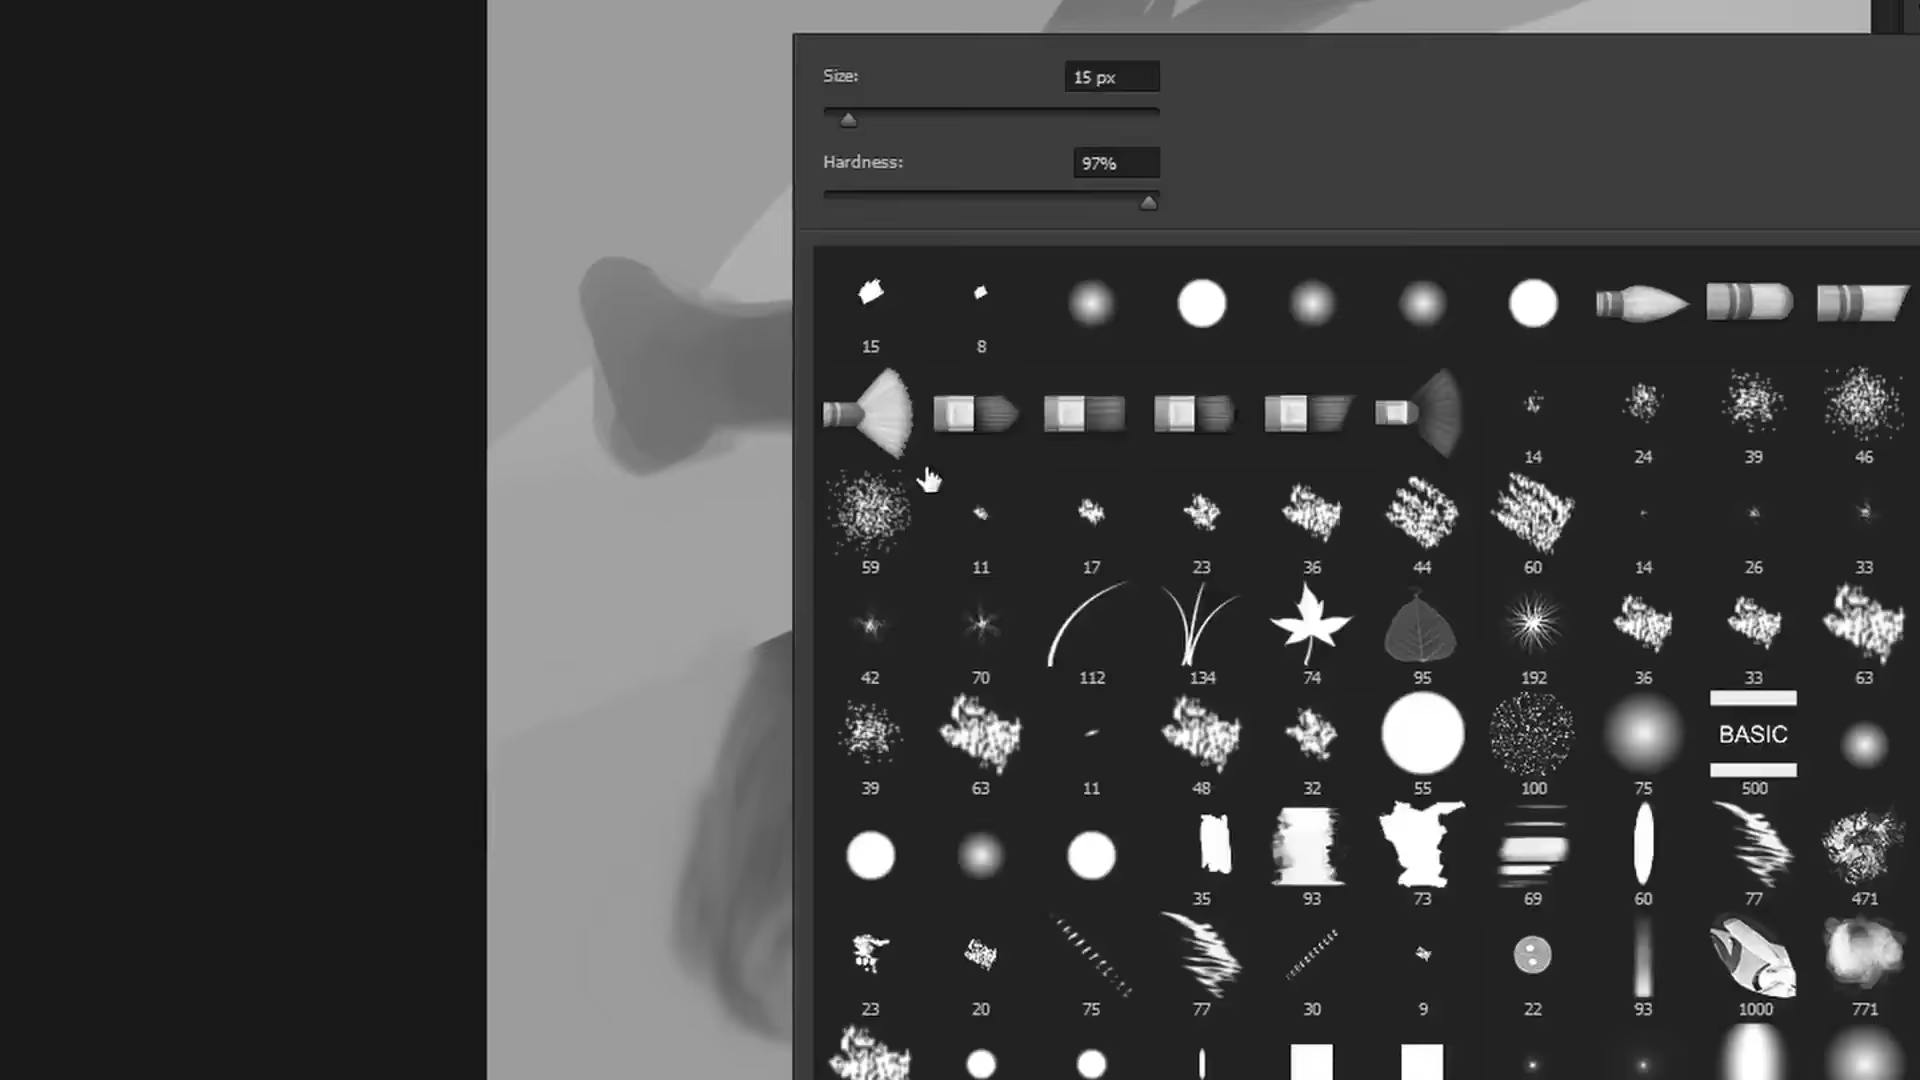 Size:
15 px
Hardness:
97%
15 8
14 24 39 46
59 11 17 23 36 44 60 14 26 33
42 70 112 134 74 95 192 36 33 63
BASIC
39 63 11 48 32 55 100 75 500
35 93 73 69 60 77 471
23 20 75 77 30 9 22 93 1000 771